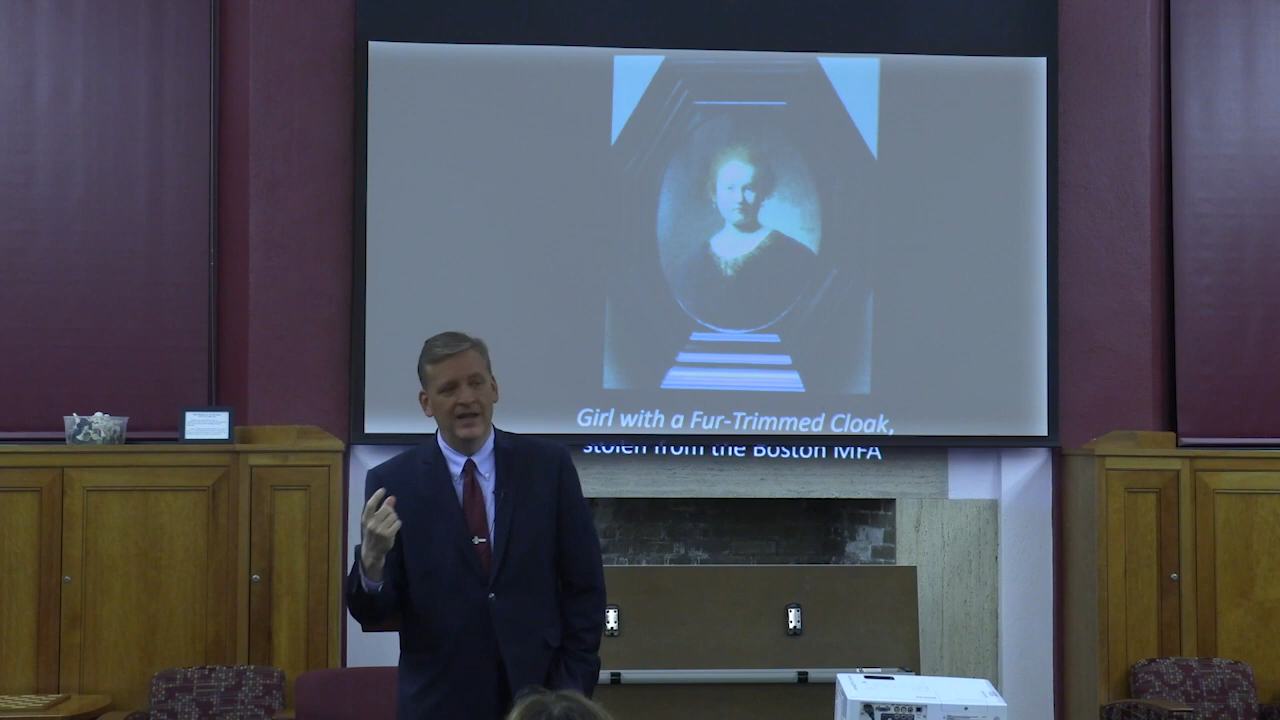 Girl with a Fur-Trimmed Cloak,
stolen from the Boston MFA